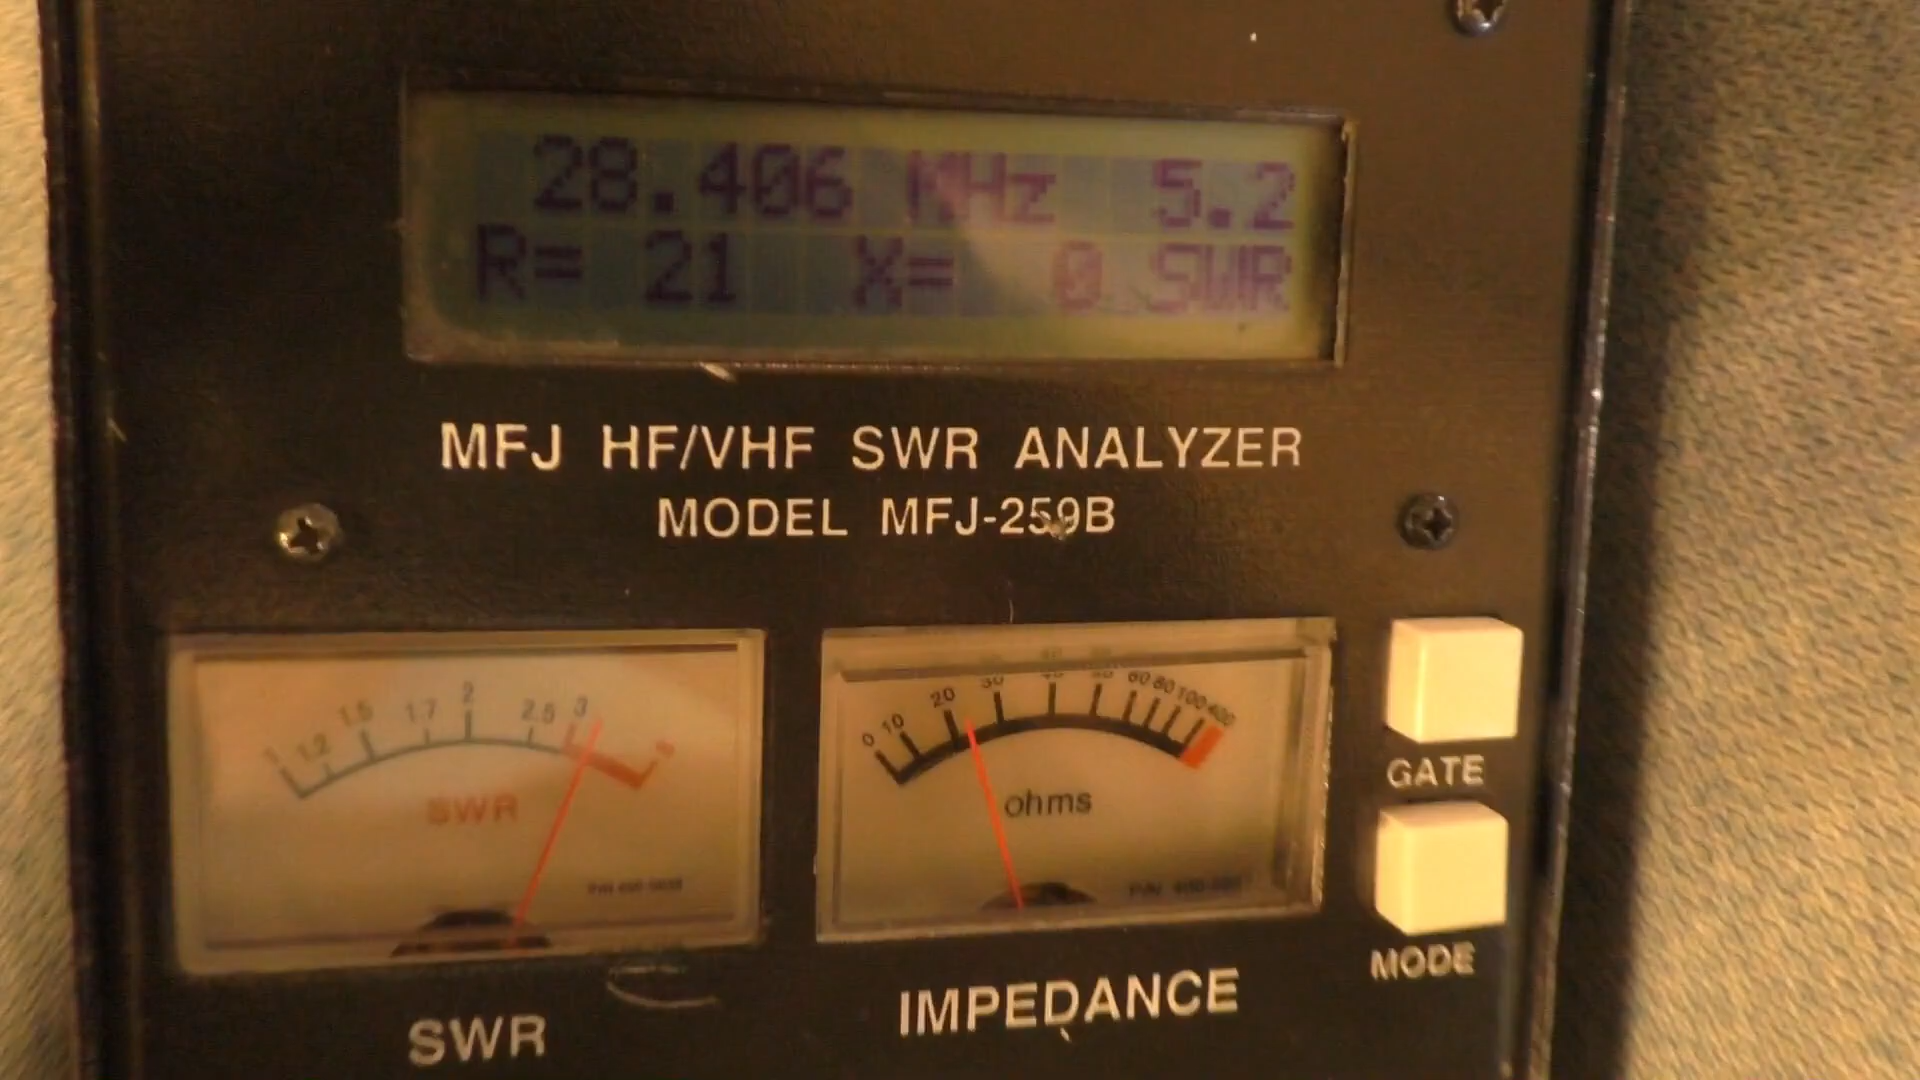 28.406 MHz 5.2
R= 21 X= 0 SWR
MFJ HF/VHF SWR ANALYZER
MODEL MFJ-259B
1 1.2 1.5 1.7 2 2.5 3
SWR
0 10 20 30 60 80 100 400
ohms
GATE
MODE
SWR
IMPEDANCE